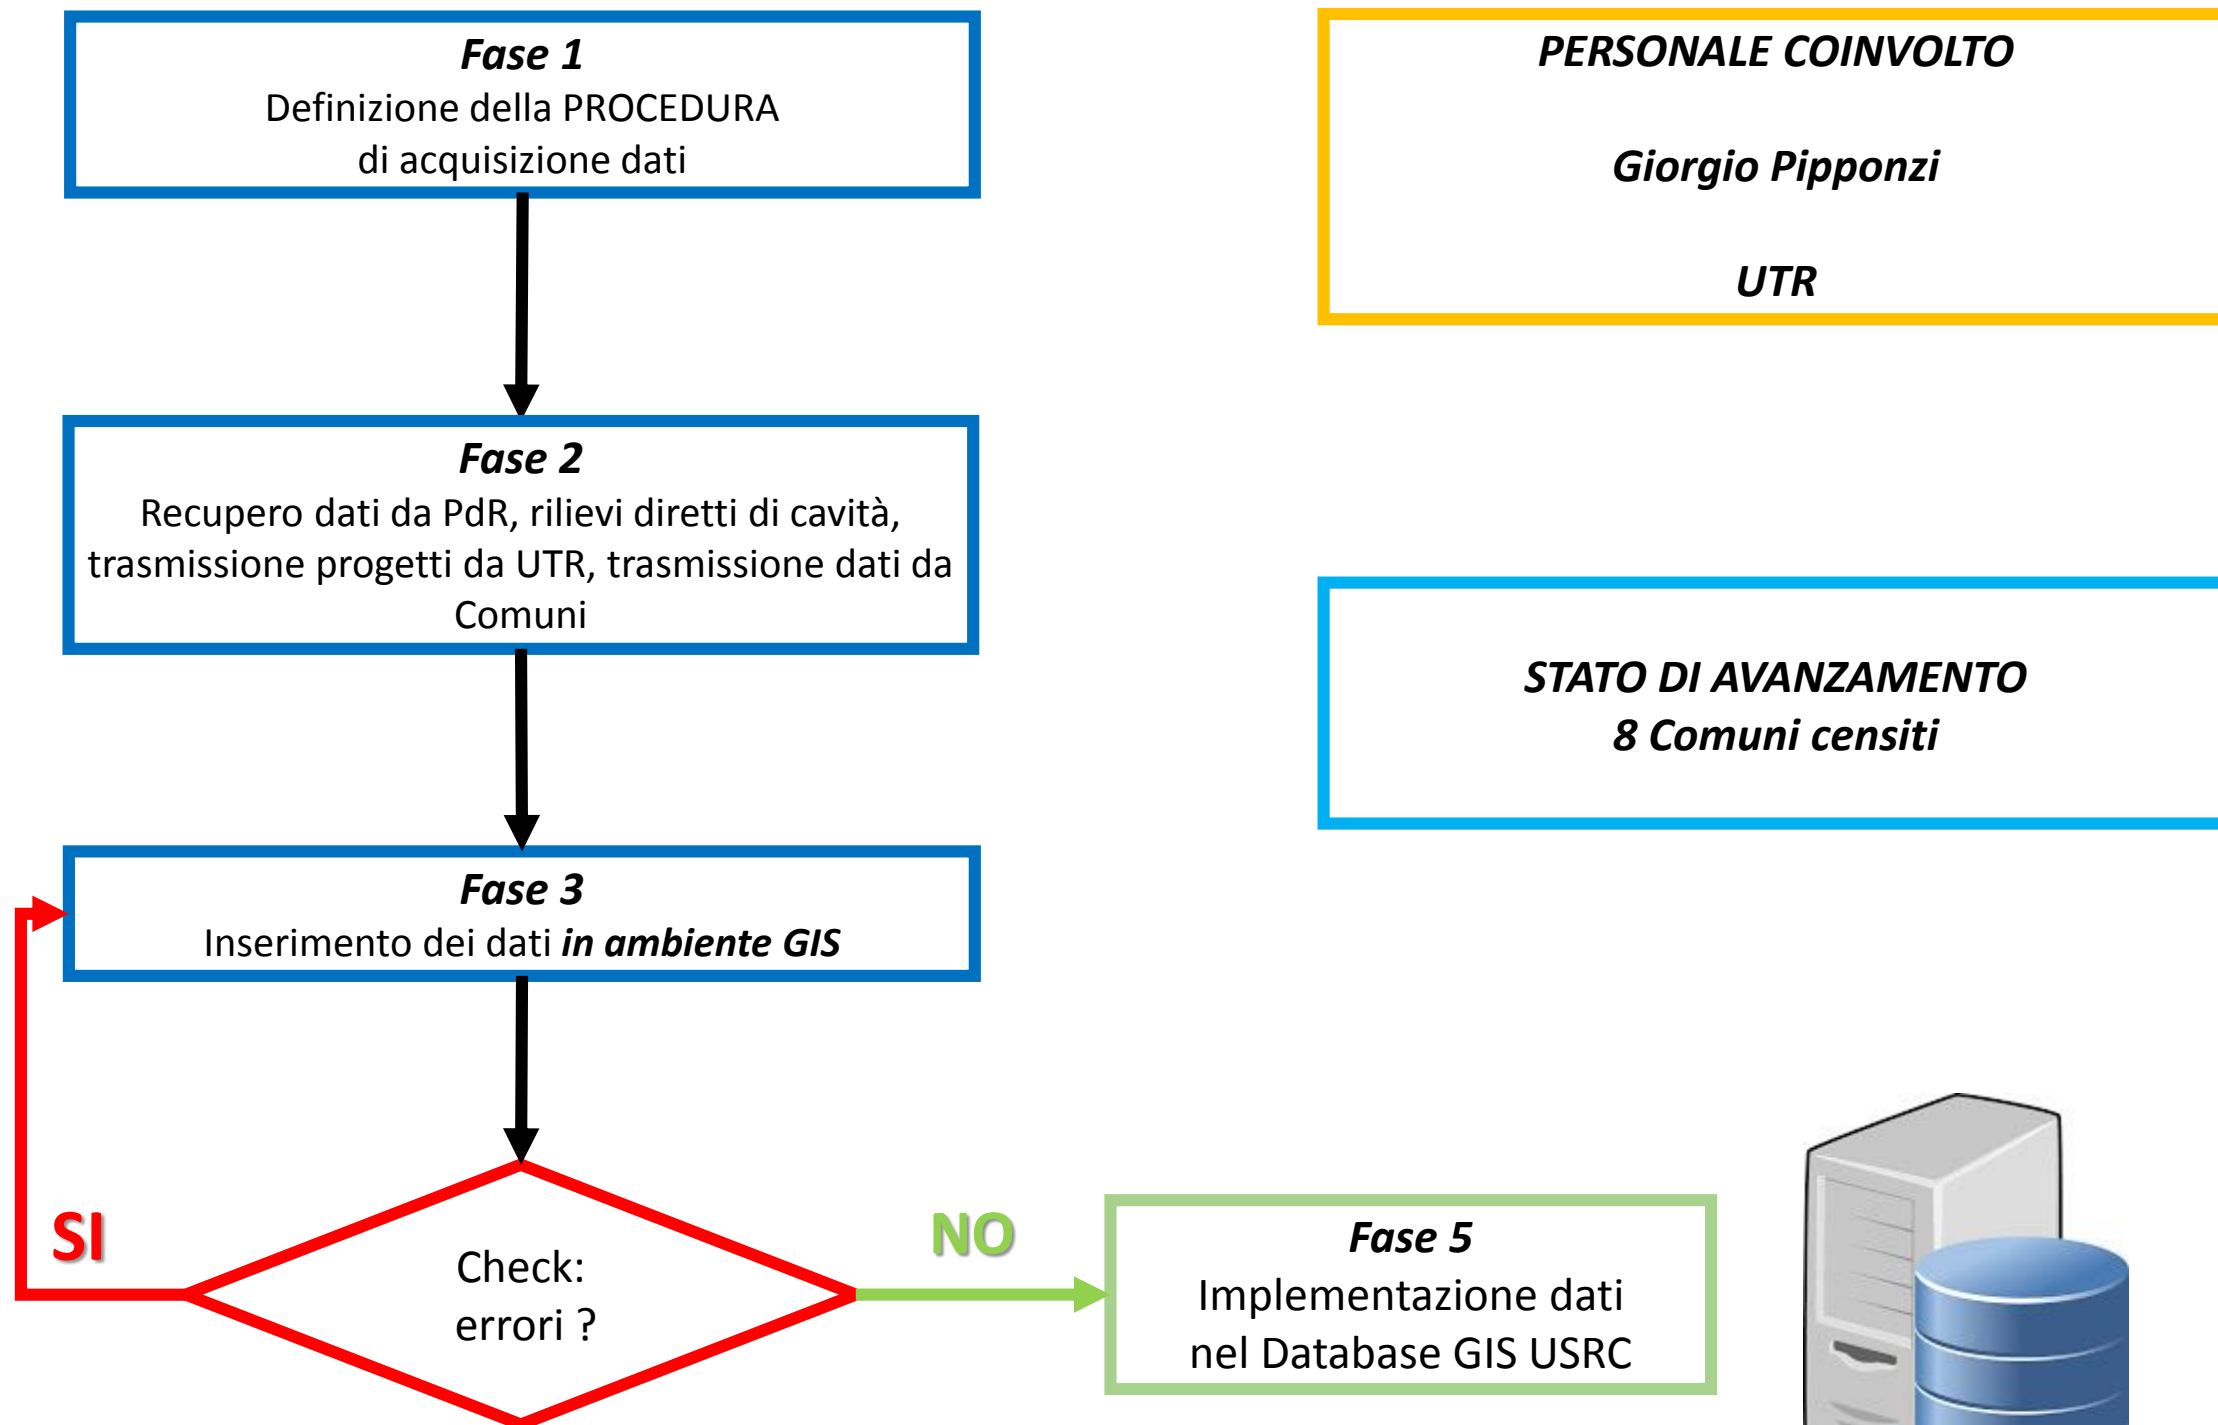 Fase 1
Definizione della PROCEDURA
di acquisizione dati
PERSONALE COINVOLTO
Giorgio Pipponzi
UTR
Fase 2
Recupero dati da PdR, rilievi diretti di cavità,
trasmissione progetti da UTR, trasmissione dati da
Comuni
STATO DI AVANZAMENTO
8 Comuni censiti
Fase 3
Inserimento dei dati in ambiente GIS
SI
Check:
errori ?
NO
Fase 5
Implementazione dati
nel Database GIS USRC